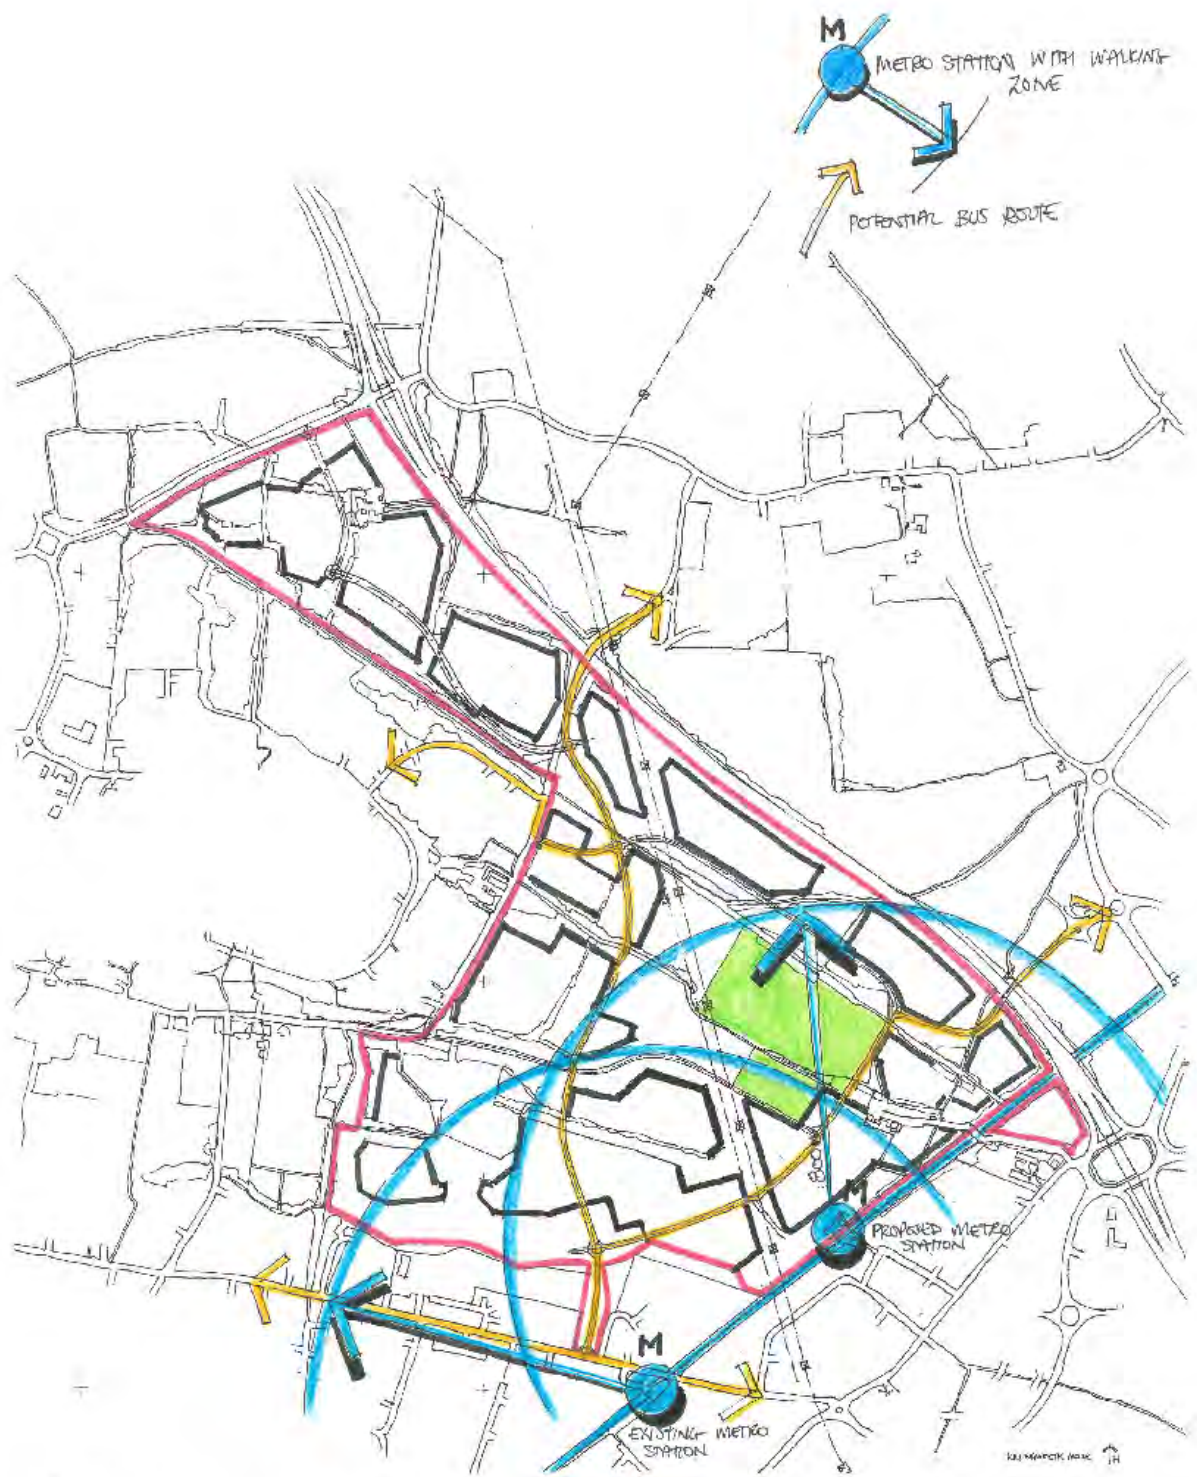 M
METRO STATION WITH WALKING
ZONE
POTENTIAL BUS ROUTE
M
PROPOSED METRO
STATION
M
EXISTING METRO
STATION